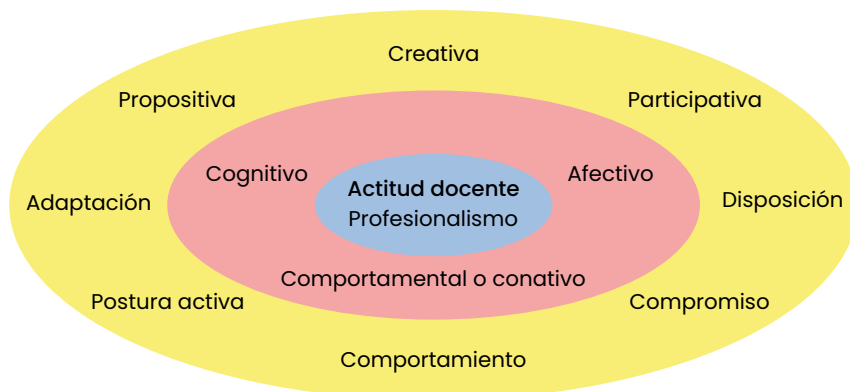 Creativa
Propositiva
Participativa
Cognitivo
Afectivo
Actitud docente
Profesionalismo
Adaptación
Disposición
Comportamental o conativo
Postura activa
Compromiso
Comportamiento